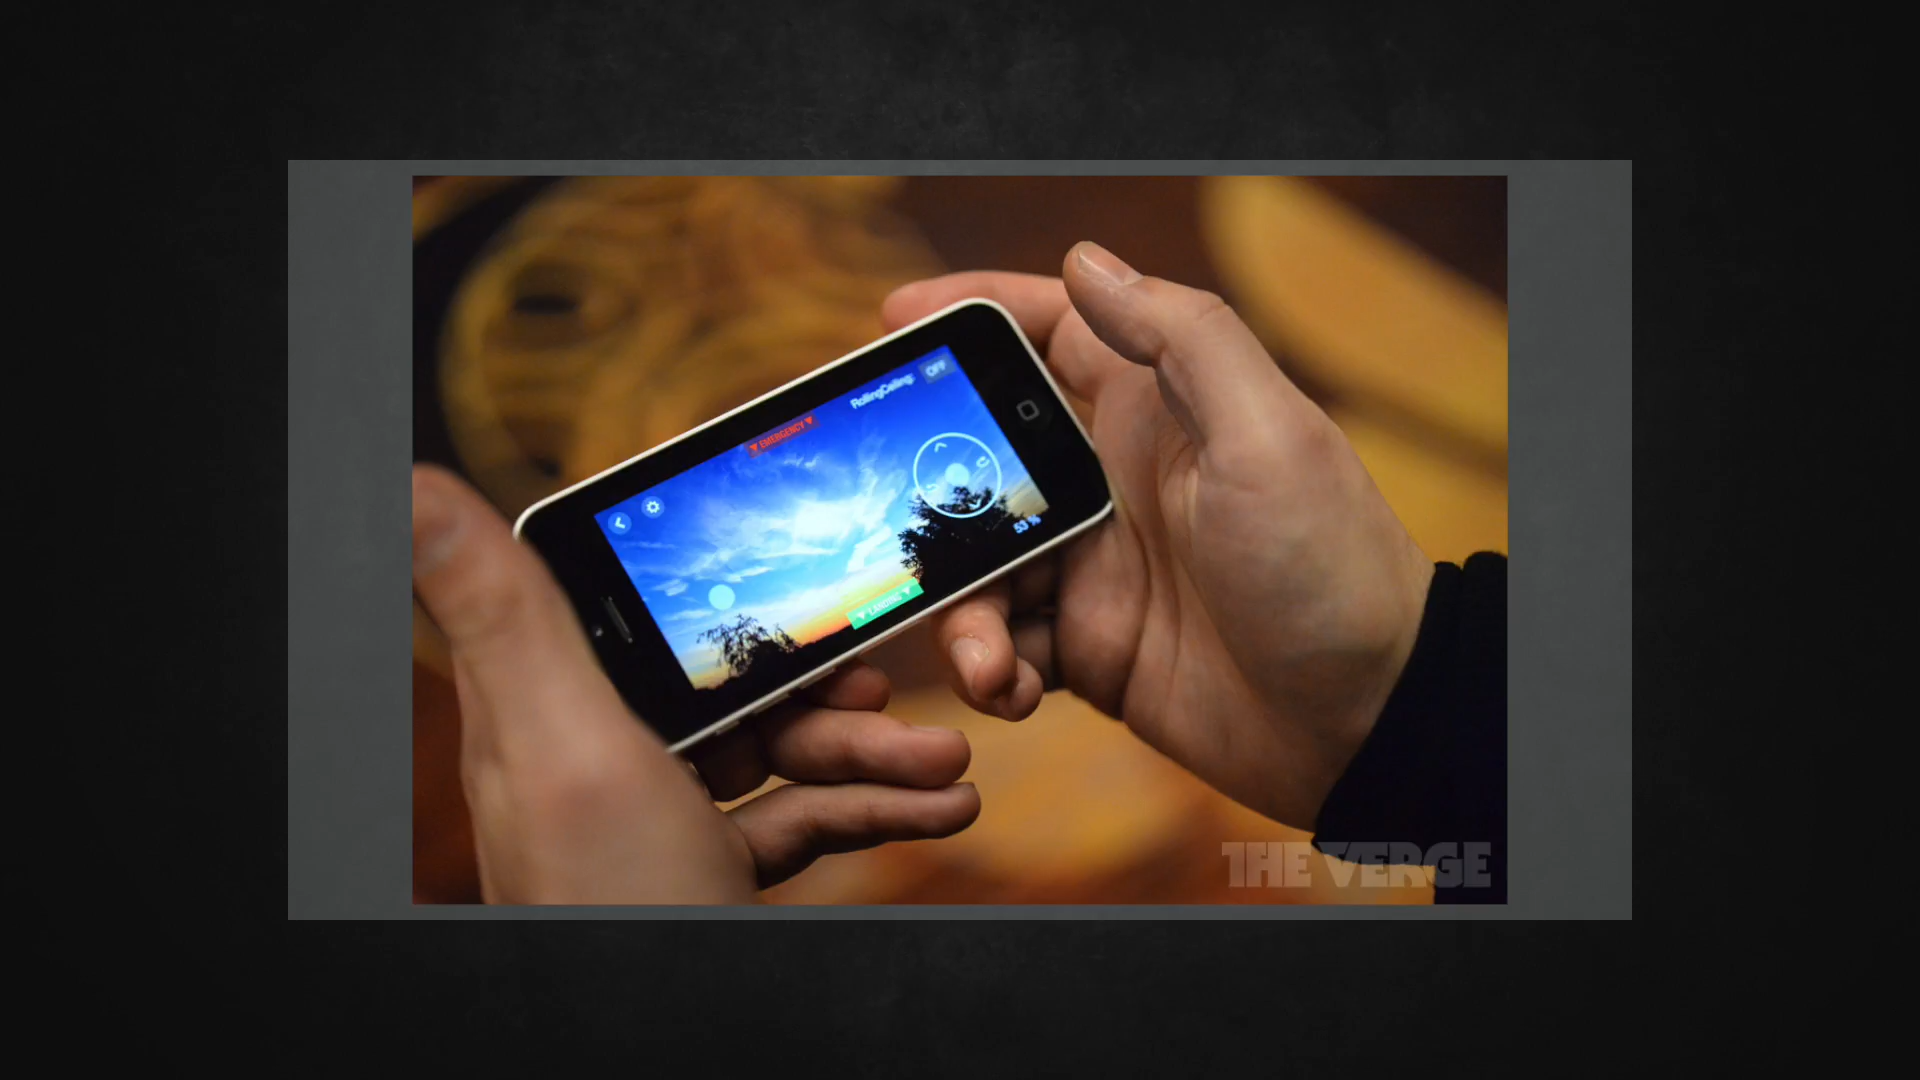 RollingCeiling: OFF
▼ EMERGENCY ▼
53 %
▼ LANDING ▼
THE VERGE